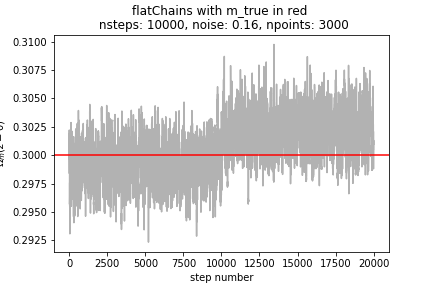 flatChains with m_true in red
nsteps: 10000, noise: 0.16, npoints: 3000
0.3100
0.3075
0.3050
0.3025
0.3000
0.2975
0.2950
0.2925
0 2500 5000 7500 10000 12500 15000 17500 20000
step number